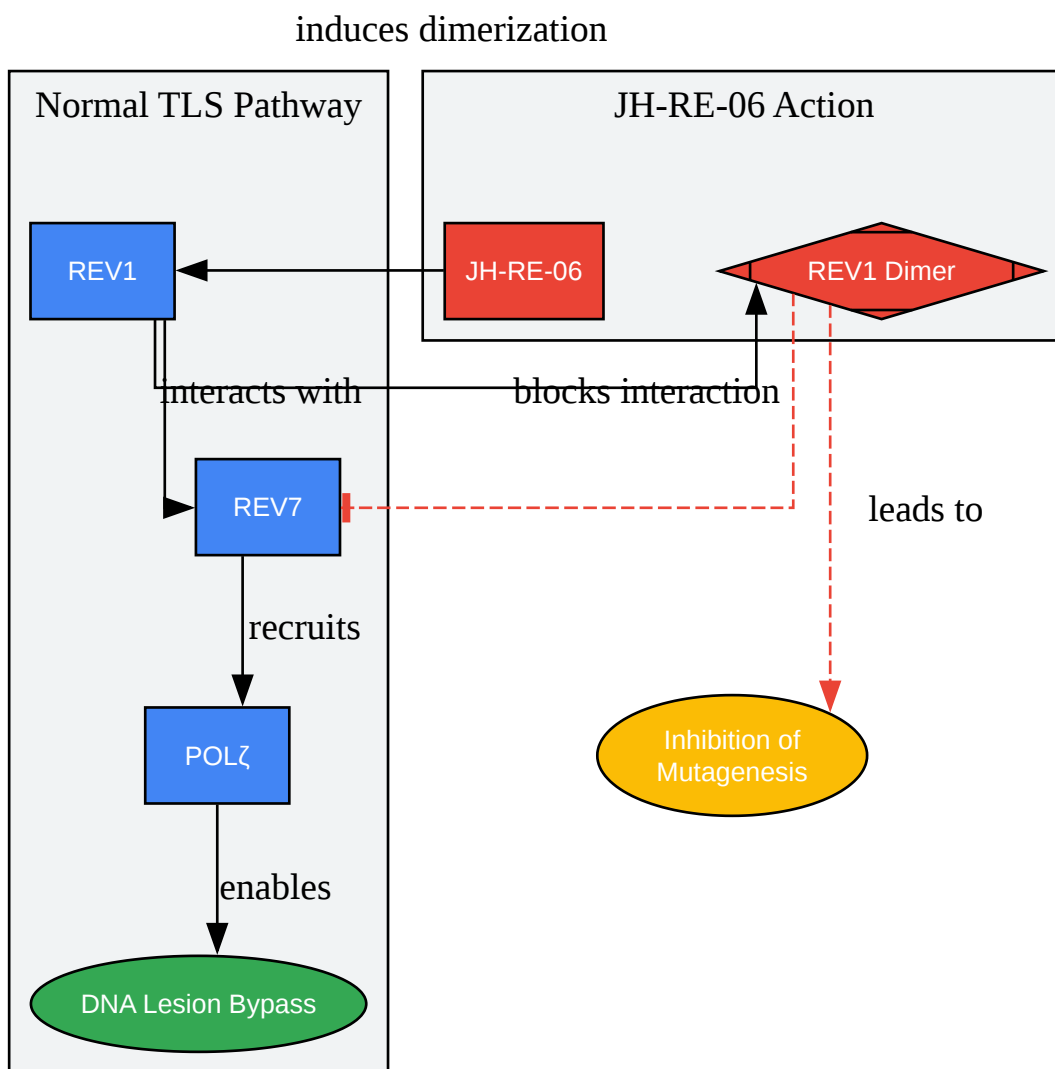 induces dimerization
Normal TLS Pathway
JH-RE-06 Action
REV1
JH-RE-06
REV1 Dimer
interacts with
blocks interaction
REV7
leads to
recruits
POLζ
Inhibition of
Mutagenesis
enables
DNA Lesion Bypass